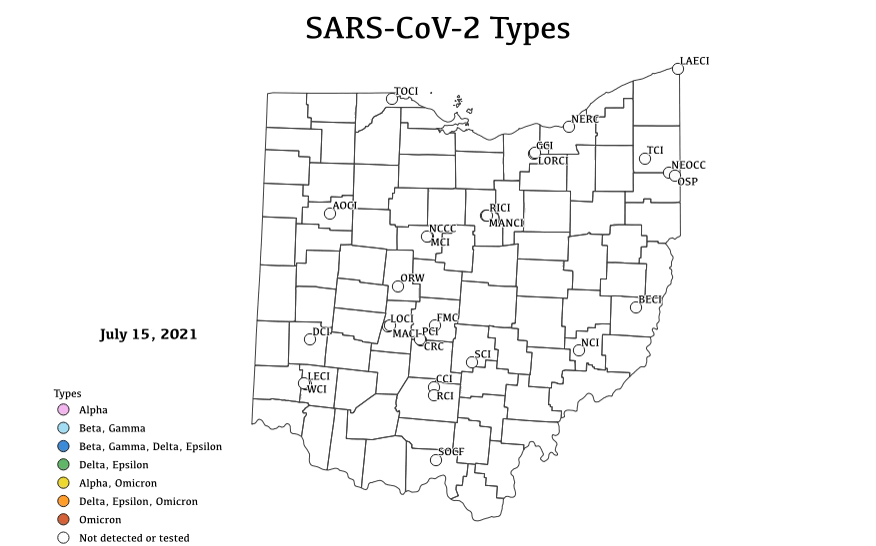 SARS-CoV-2 Types
LAECI
TOCI
NERC
GCI
LORCI
TCI
NEOCC
OSP
AOCI
RICI
MANCI
NCCC
MCI
ORW
BECI
LOCI
FMC
MACI
PCI
CRC
DCI
NCI
SCI
LECI
WCI
CCI
RCI
SOCF
July 15, 2021
Types
Alpha
Beta, Gamma
Beta, Gamma, Delta, Epsilon
Delta, Epsilon
Alpha, Omicron
Delta, Epsilon, Omicron
Omicron
Not detected or tested